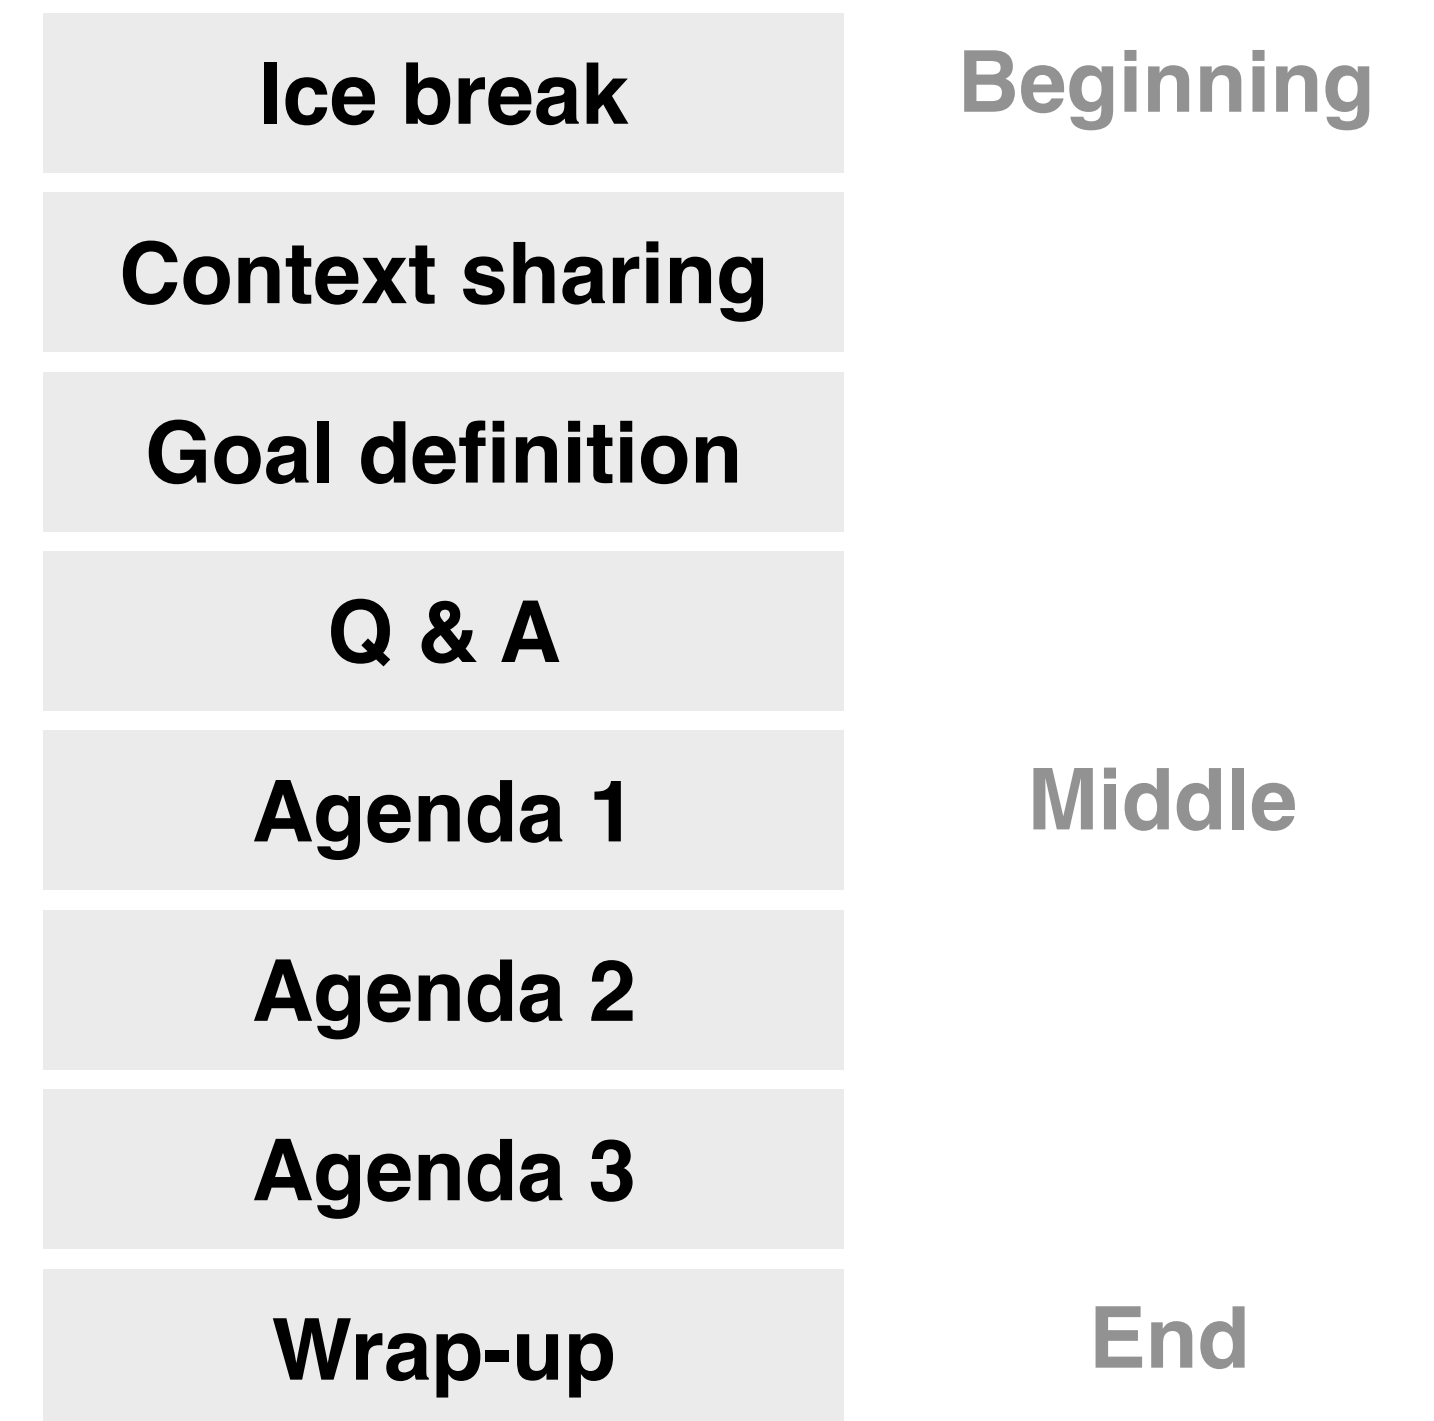 Ice break
Beginning
Context sharing
Goal definition
Q & A
Agenda 1
Middle
Agenda 2
Agenda 3
Wrap-up
End